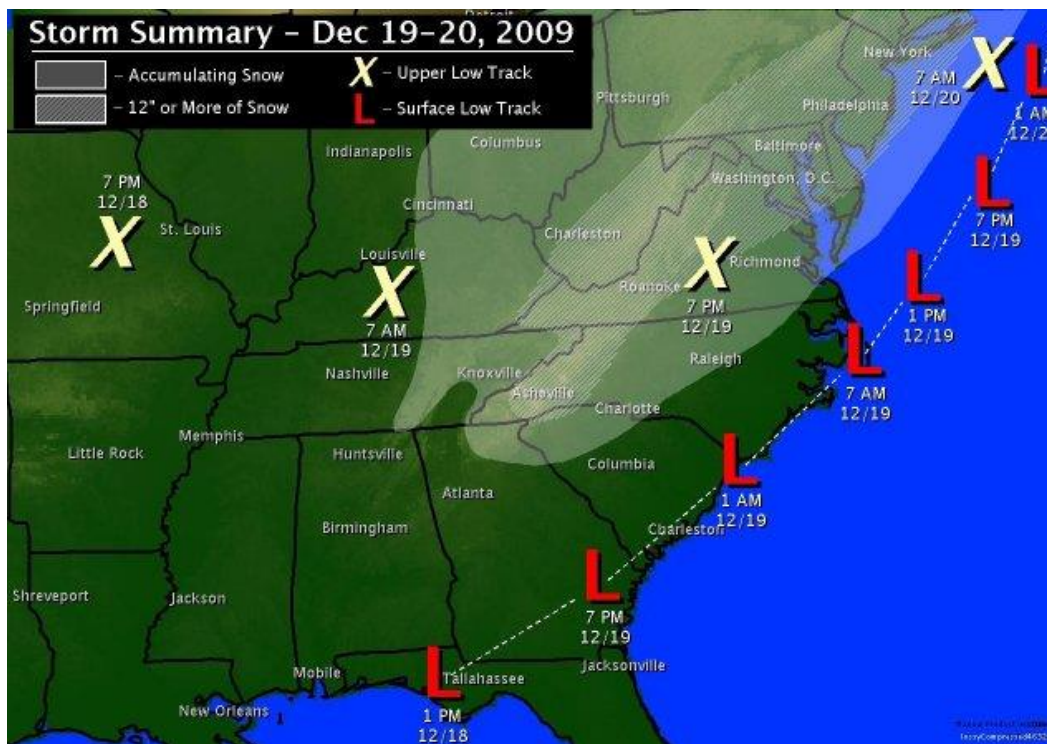 Detroit
Storm Summary – Dec 19-20, 2009
– Accumulating Snow
X – Upper Low Track
– 12" or More of Snow
L – Surface Low Track
New York
X
7 AM
12/20
L
1 AM
Pittsburgh
Philadelphia
Columbus
Indianapolis
Baltimore
Washington, D.C.
L
7 PM
12/19
7 PM
12/18
X
St. Louis
Cincinnati
Charleston
Louisville
X
7 AM
12/19
Springfield
Roanoke
X
Richmond
7 PM
12/19
L
1 PM
12/19
Nashville
Knoxville
Raleigh
L
7 AM
12/19
Asheville
Charlotte
Memphis
Little Rock
Huntsville
Columbia
L
1 AM
12/19
Atlanta
Birmingham
Charleston
Shreveport
Jackson
L
7 PM
12/19
Jacksonville
Mobile
L
Tallahassee
1 PM
12/18
New Orleans